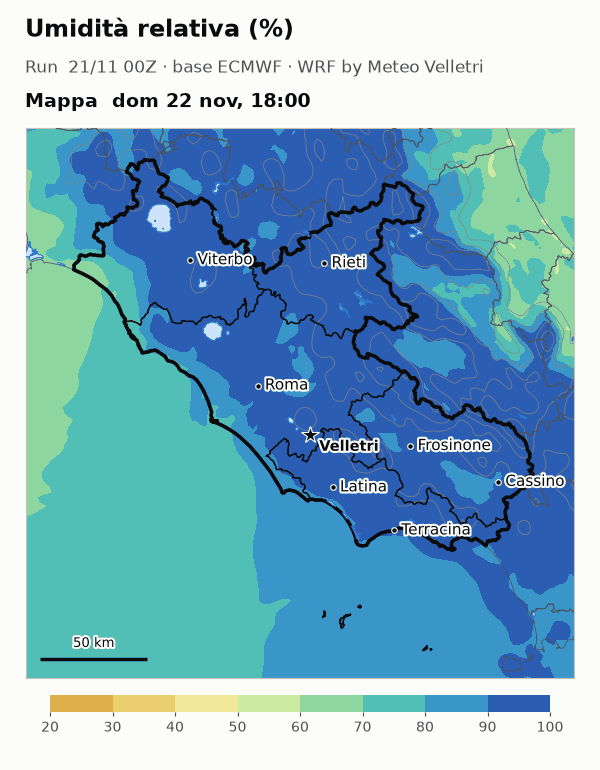 Umidità relativa (%)
Run  21/11 00Z · base ECMWF · WRF by Meteo Velletri
Mappa  dom 22 nov, 18:00
Viterbo
Rieti
Roma
Velletri
Frosinone
Cassino
Latina
Terracina
50 km
20 30 40 50 60 70 80 90 100